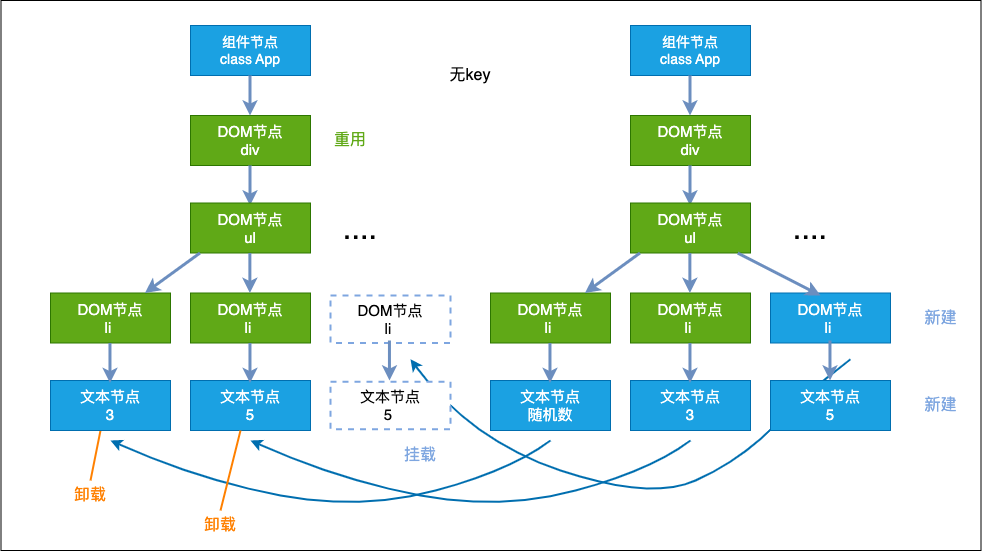 组件节点
class App
无key
组件节点
class App
DOM节点
div
重用
DOM节点
div
DOM节点
ul
....
DOM节点
ul
....
DOM节点
li
DOM节点
li
DOM节点
li
DOM节点
li
DOM节点
li
DOM节点
li
新建
文本节点
3
文本节点
5
文本节点
5
文本节点
随机数
文本节点
3
文本节点
5
新建
挂载
卸载
卸载